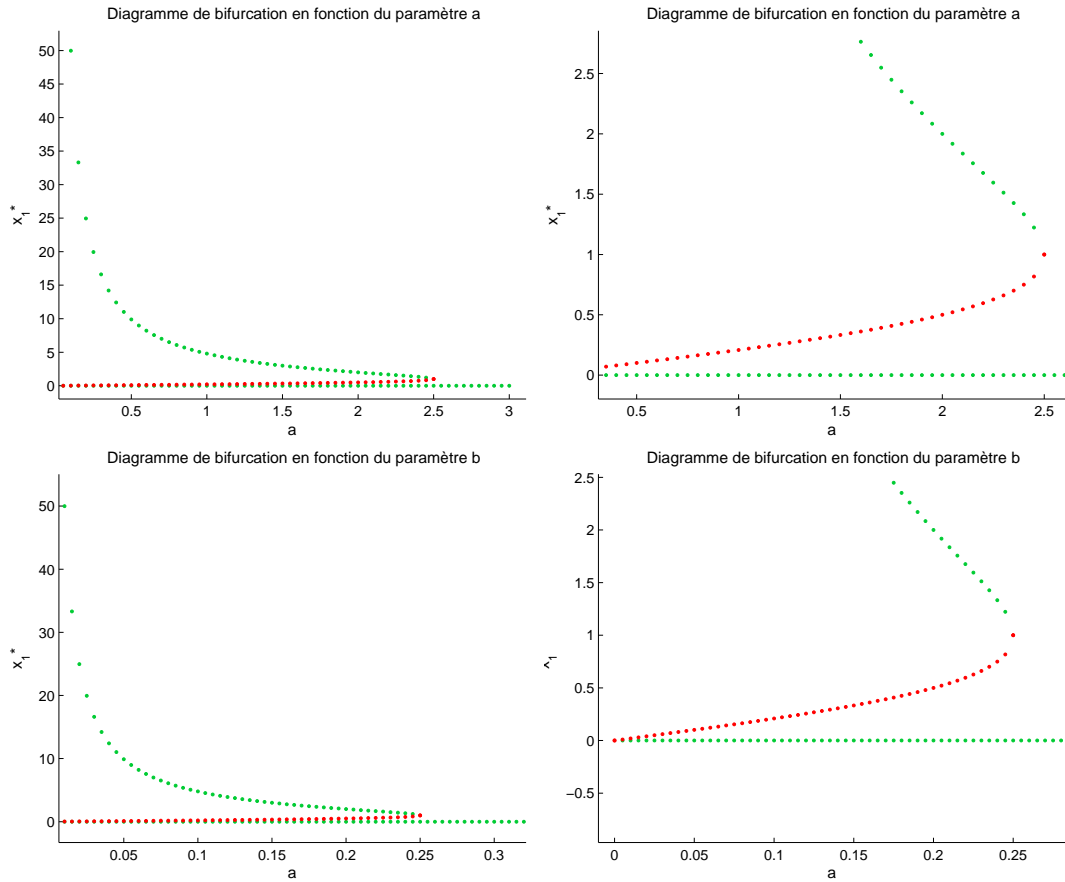 Diagramme de bifurcation en fonction du paramètre a
50
45
40
35
30
25
20
15
10
5
0
x1*
0.5 1 1.5 2 2.5 3
a
Diagramme de bifurcation en fonction du paramètre a
2.5
2
1.5
1
0.5
0
x1*
0.5 1 1.5 2 2.5
a
Diagramme de bifurcation en fonction du paramètre b
50
40
30
20
10
0
x1*
0.05 0.1 0.15 0.2 0.25 0.3
a
Diagramme de bifurcation en fonction du paramètre b
2.5
2
1.5
1
0.5
0
−0.5
0 0.05 0.1 0.15 0.2 0.25
a